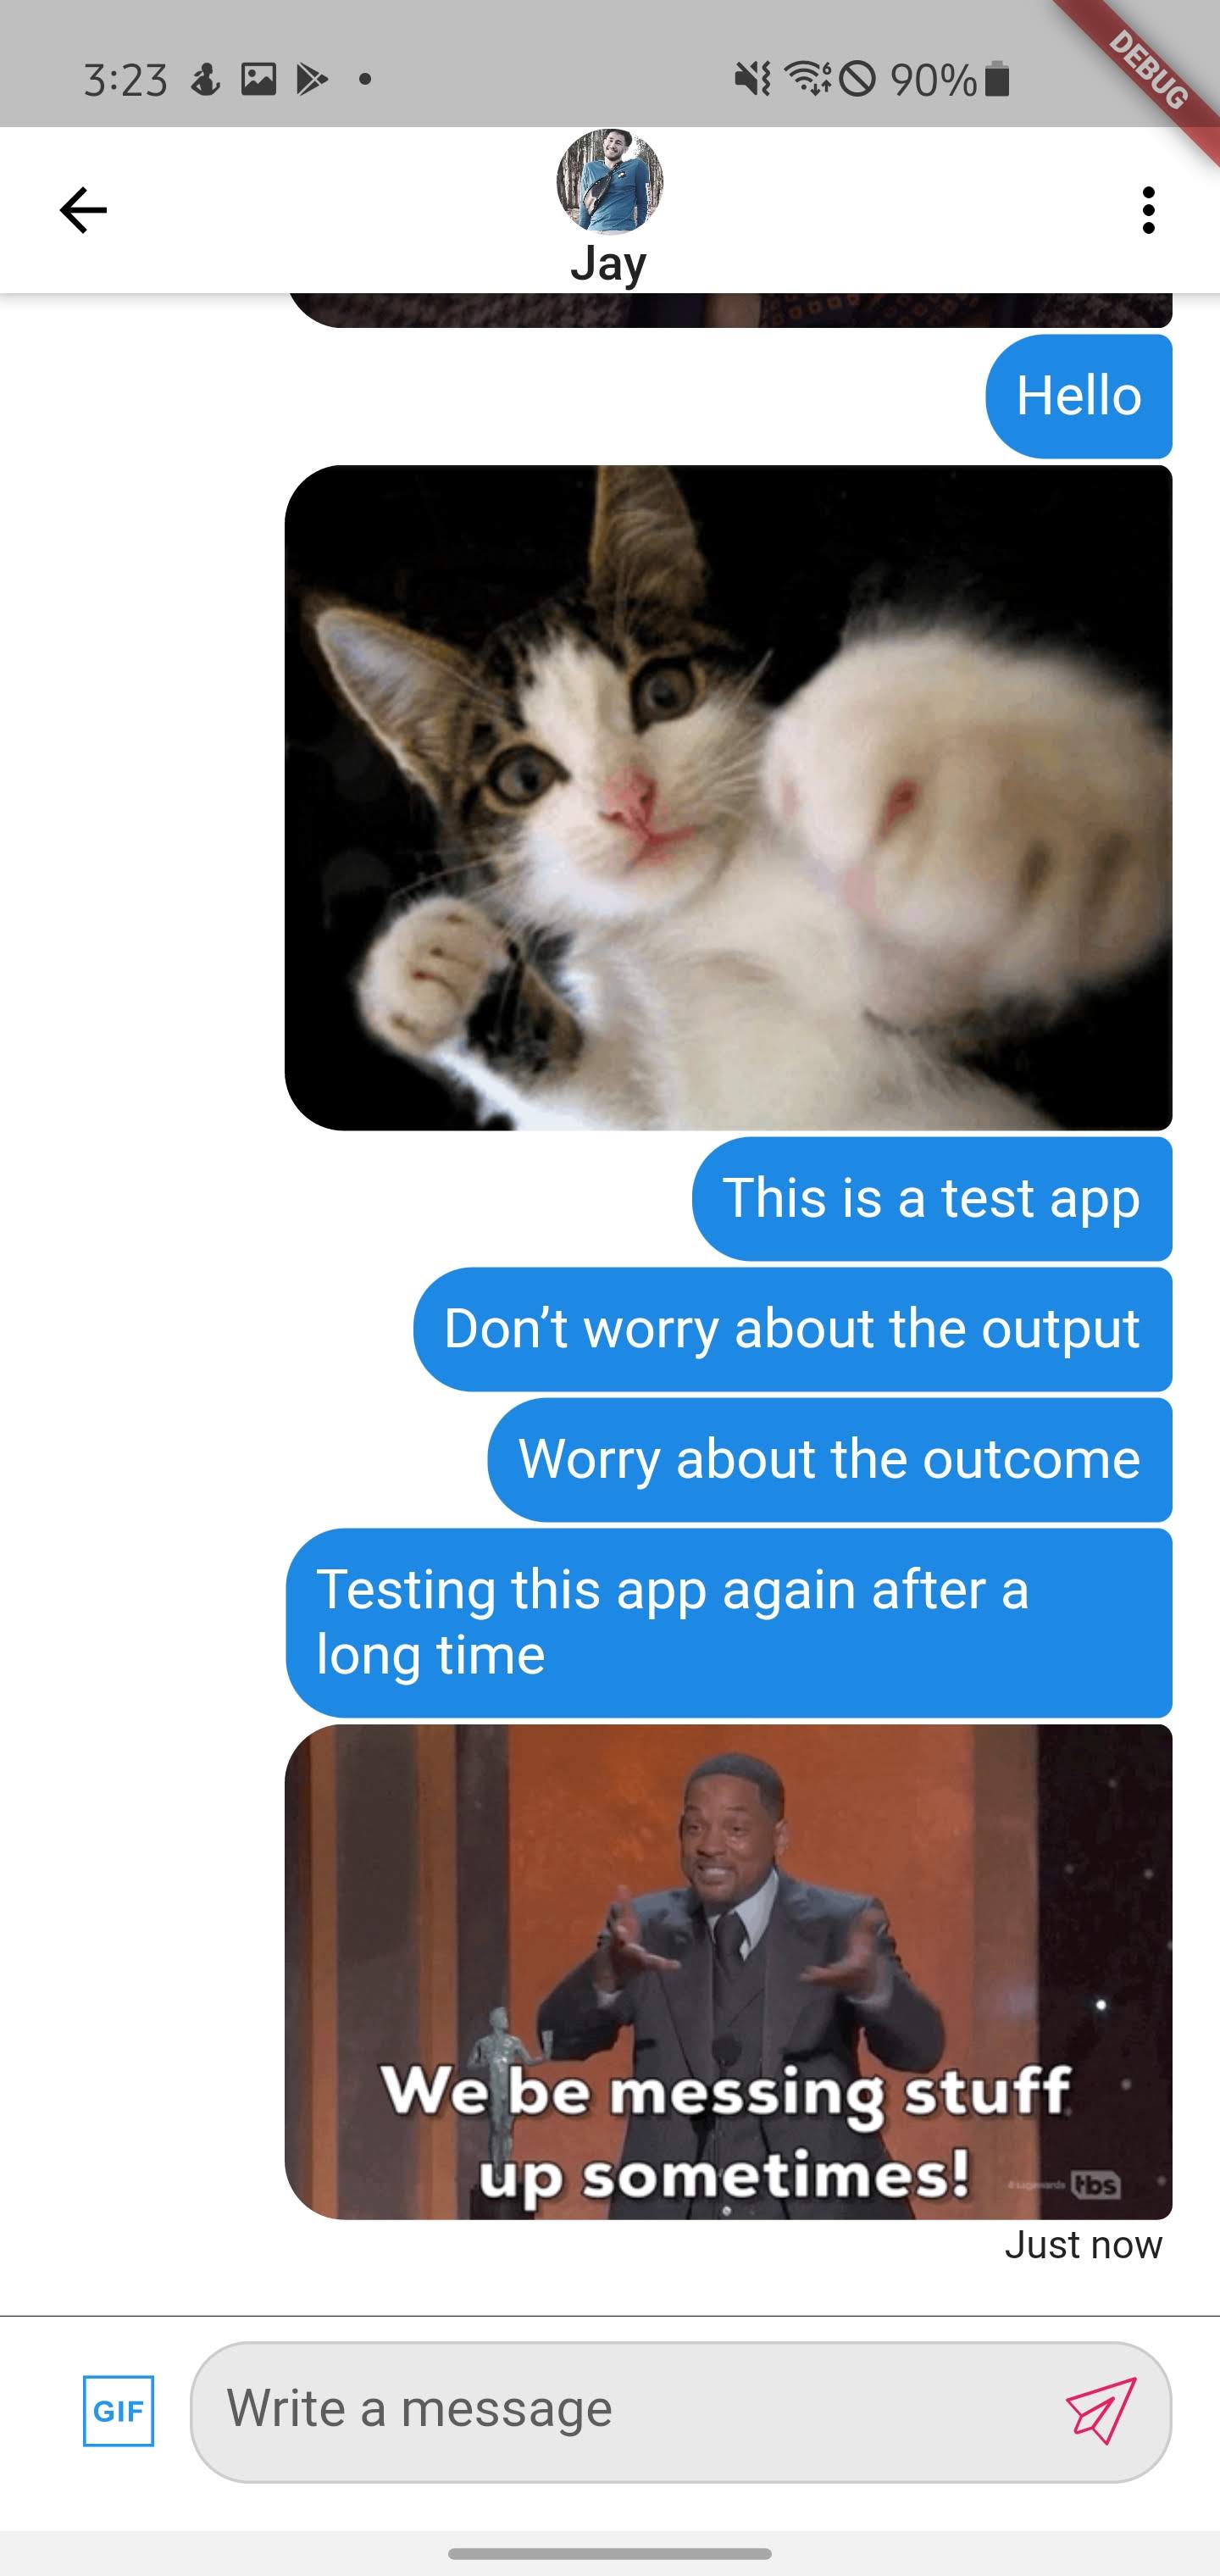 3:23
90%
DEBUG
Jay
Hello
This is a test app
Don’t worry about the output
Worry about the outcome
Testing this app again after a
long time
We be messing stuff
up sometimes!
tbs
Just now
GIF
Write a message